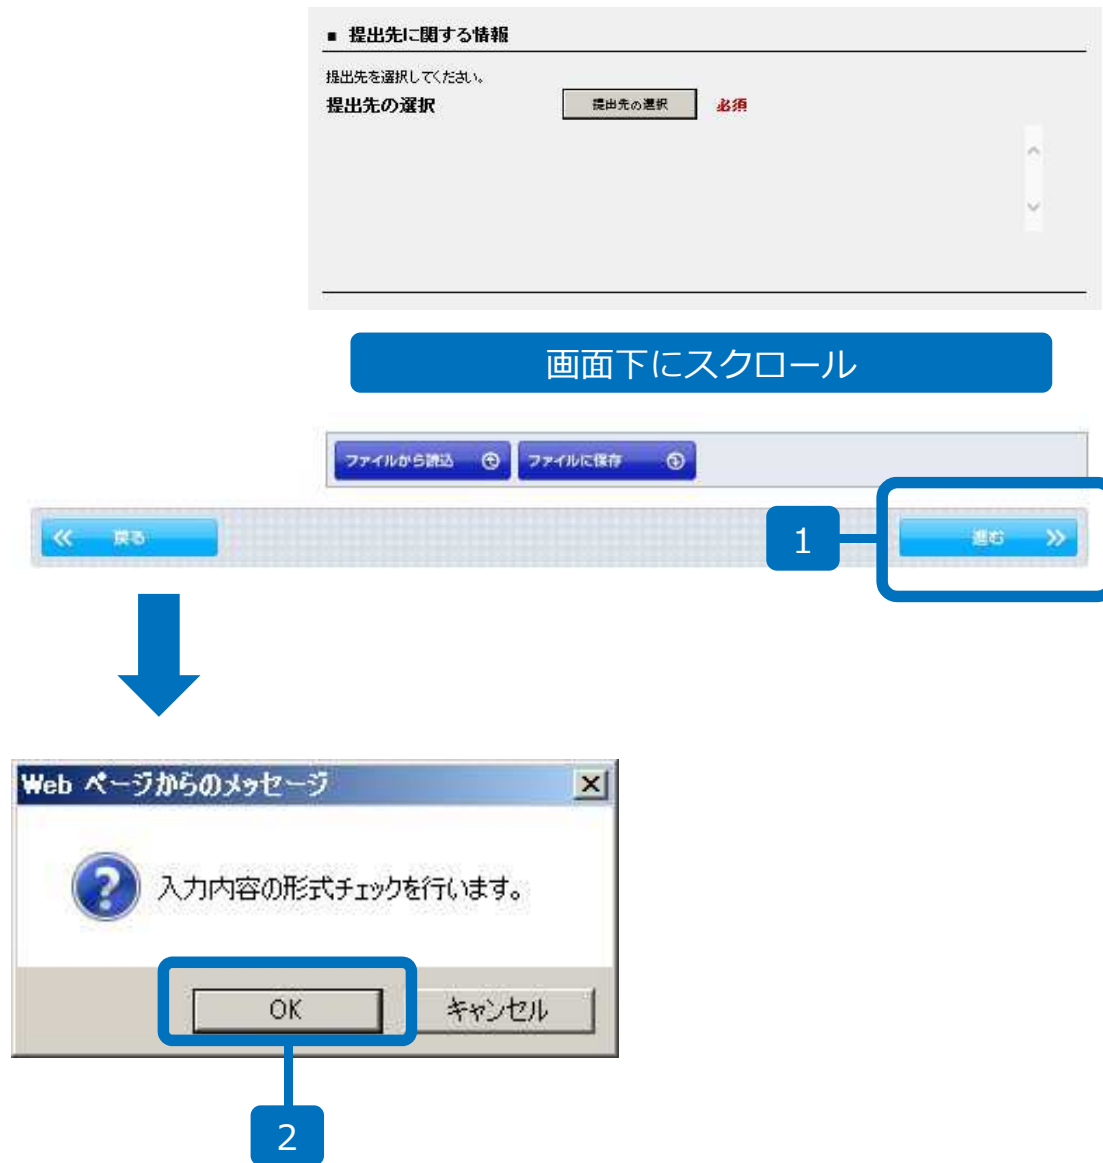 ■ 提出先に関する情報
提出先を選択してください。
提出先の選択 提出先の選択 必須
画面下にスクロール
ファイルから読込 ファイルに保存
戻る 1 進む
Web ページからのメッセージ
入力内容の形式チェックを行います。
OK キャンセル
2